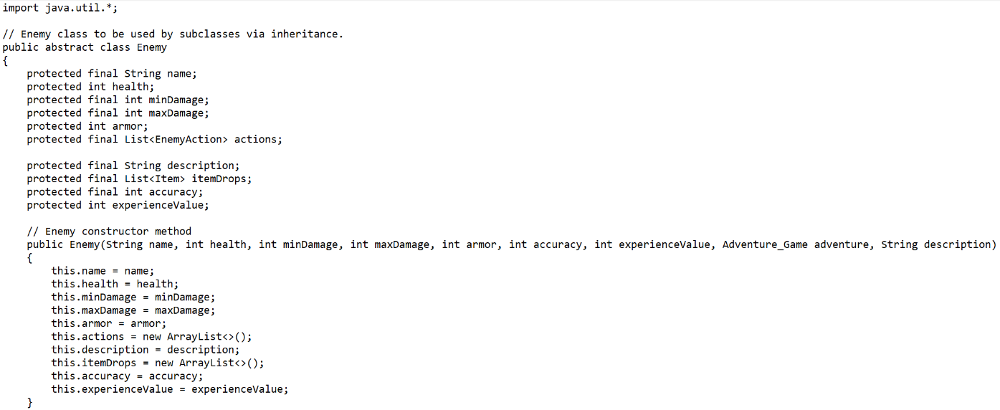 import java.util.*;

// Enemy class to be used by subclasses via inheritance.
public abstract class Enemy
{
    protected final String name;
    protected int health;
    protected final int minDamage;
    protected final int maxDamage;
    protected int armor;
    protected final List<EnemyAction> actions;

    protected final String description;
    protected final List<Item> itemDrops;
    protected final int accuracy;
    protected int experienceValue;

    // Enemy constructor method
    public Enemy(String name, int health, int minDamage, int maxDamage, int armor, int accuracy, int experienceValue, Adventure_Game adventure, String description)
    {
        this.name = name;
        this.health = health;
        this.minDamage = minDamage;
        this.maxDamage = maxDamage;
        this.armor = armor;
        this.actions = new ArrayList<>();
        this.description = description;
        this.itemDrops = new ArrayList<>();
        this.accuracy = accuracy;
        this.experienceValue = experienceValue;
    }